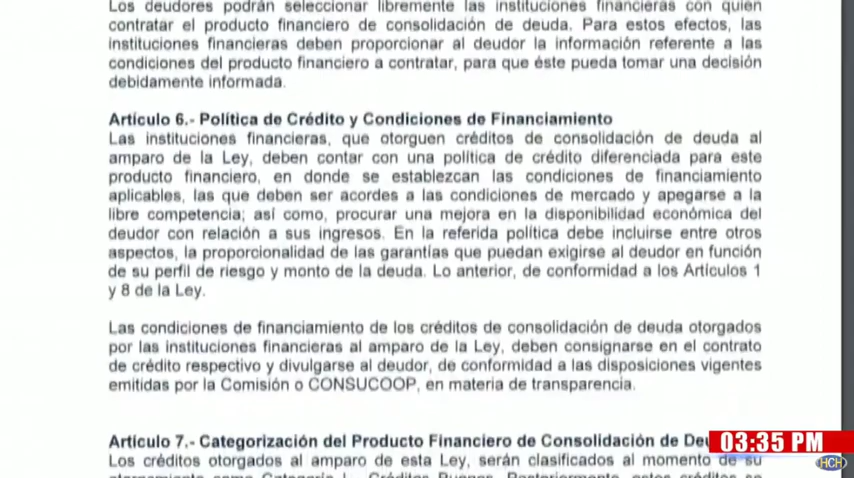 Los deudores podrán seleccionar libremente las instituciones financieras con quien
contratar el producto financiero de consolidación de deuda. Para estos efectos, las
instituciones financieras deben proporcionar al deudor la información referente a las
condiciones del producto financiero a contratar, para que éste pueda tomar una decisión
debidamente informada.
Artículo 6.- Política de Crédito y Condiciones de Financiamiento
Las instituciones financieras, que otorguen créditos de consolidación de deuda al
amparo de la Ley, deben contar con una política de crédito diferenciada para este
producto financiero, en donde se establezcan las condiciones de financiamiento
aplicables, las que deben ser acordes a las condiciones de mercado y apegarse a la
libre competencia; así como, procurar una mejora en la disponibilidad económica del
deudor con relación a sus ingresos. En la referida política debe incluirse entre otros
aspectos, la proporcionalidad de las garantías que puedan exigirse al deudor en función
de su perfil de riesgo y monto de la deuda. Lo anterior, de conformidad a los Artículos 1
y 8 de la Ley.
Las condiciones de financiamiento de los créditos de consolidación de deuda otorgados
por las instituciones financieras al amparo de la Ley, deben consignarse en el contrato
de crédito respectivo y divulgarse al deudor, de conformidad a las disposiciones vigentes
emitidas por la Comisión o CONSUCOOP, en materia de transparencia.
Artículo 7.- Categorización del Producto Financiero de Consolidación de
03:35 PM
Los créditos otorgados al amparo de esta Ley, serán clasificados al momento de su
HCH